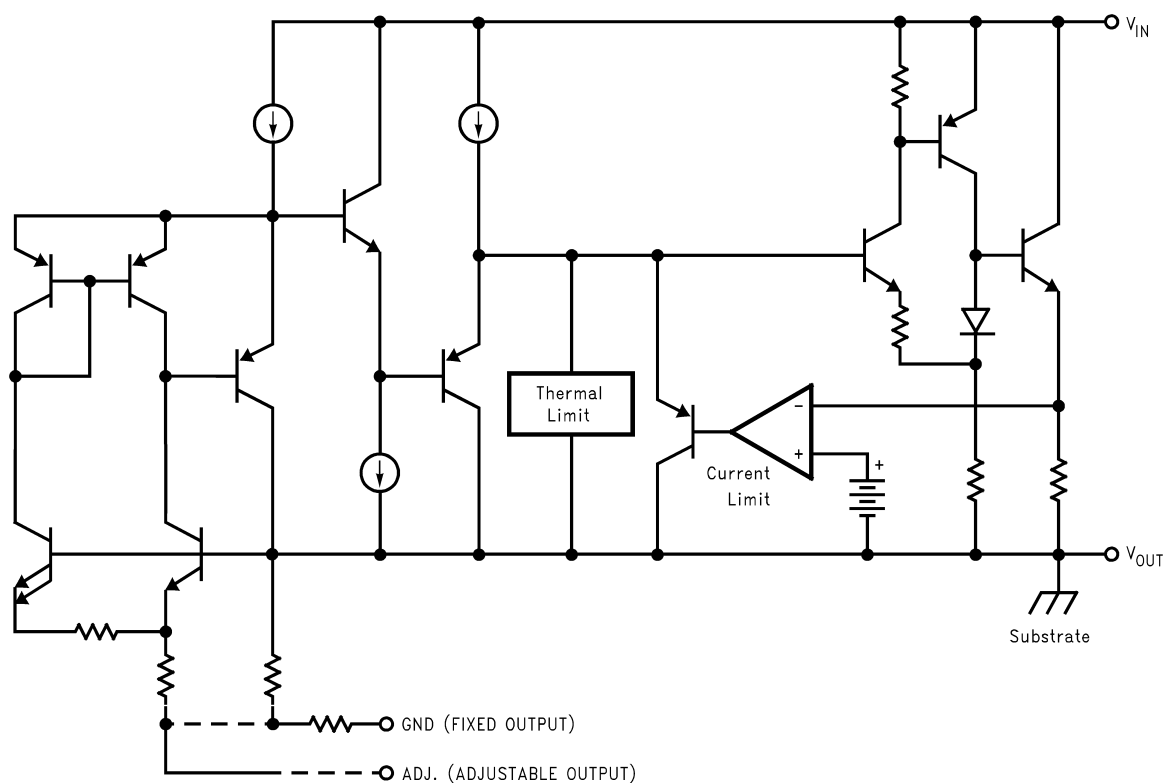 V_IN
Thermal
Limit
-
+
+
Current
Limit
V_OUT
Substrate
GND (FIXED OUTPUT)
ADJ. (ADJUSTABLE OUTPUT)